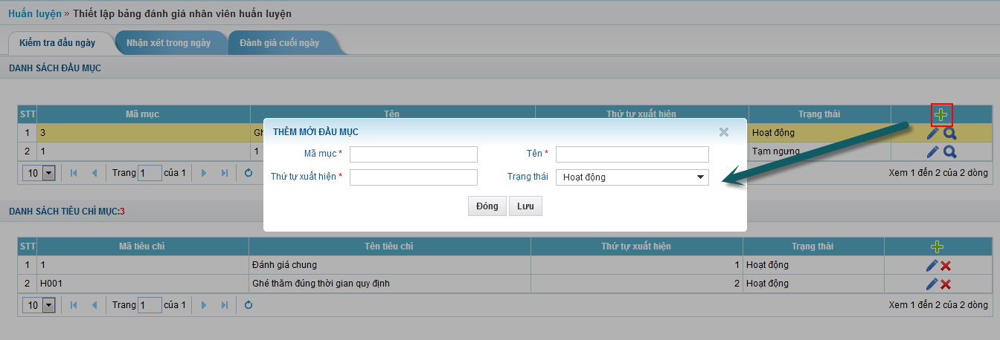 Huấn luyện » Thiết lập bảng đánh giá nhân viên huấn luyện
Kiểm tra đầu ngày Nhận xét trong ngày Đánh giá cuối ngày
DANH SÁCH ĐẦU MỤC
STT Mã mục Tên Thứ tự xuất hiện Trạng thái
1 3 Hoạt động
2 1 1 Tạm ngưng
10 Trang 1 của 1 Xem 1 đến 2 của 2 dòng
THÊM MỚI ĐẦU MỤC
Mã mục * Tên *
Thứ tự xuất hiện * Trạng thái Hoạt động
Đóng Lưu
DANH SÁCH TIÊU CHÍ MỤC:3
STT Mã tiêu chí Tên tiêu chí Thứ tự xuất hiện Trạng thái
1 1 Đánh giá chung 1 Hoạt động
2 H001 Ghé thăm đúng thời gian quy định 2 Hoạt động
10 Trang 1 của 1 Xem 1 đến 2 của 2 dòng